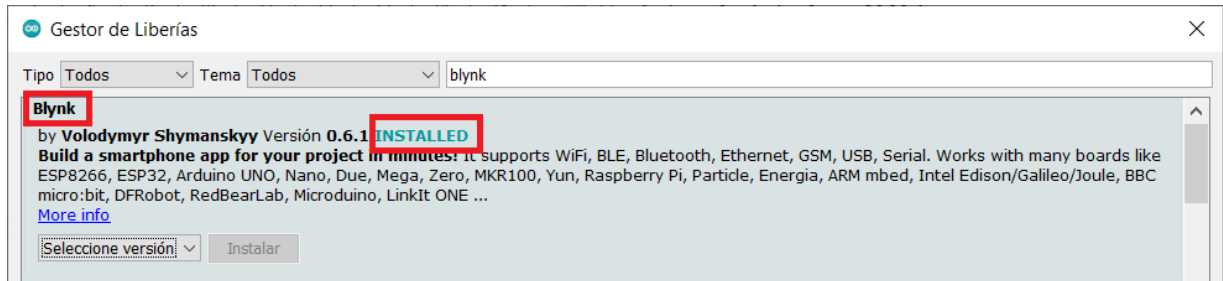 Gestor de Liberías
Tipo Todos Tema Todos blynk
Blynk
by Volodymyr Shymanskyy Versión 0.6.1 INSTALLED
Build a smartphone app for your project in minutes! It supports WiFi, BLE, Bluetooth, Ethernet, GSM, USB, Serial. Works with many boards like
ESP8266, ESP32, Arduino UNO, Nano, Due, Mega, Zero, MKR100, Yun, Raspberry Pi, Particle, Energia, ARM mbed, Intel Edison/Galileo/Joule, BBC
micro:bit, DFRobot, RedBearLab, Microduino, LinkIt ONE ...
More info
Seleccione versión Instalar